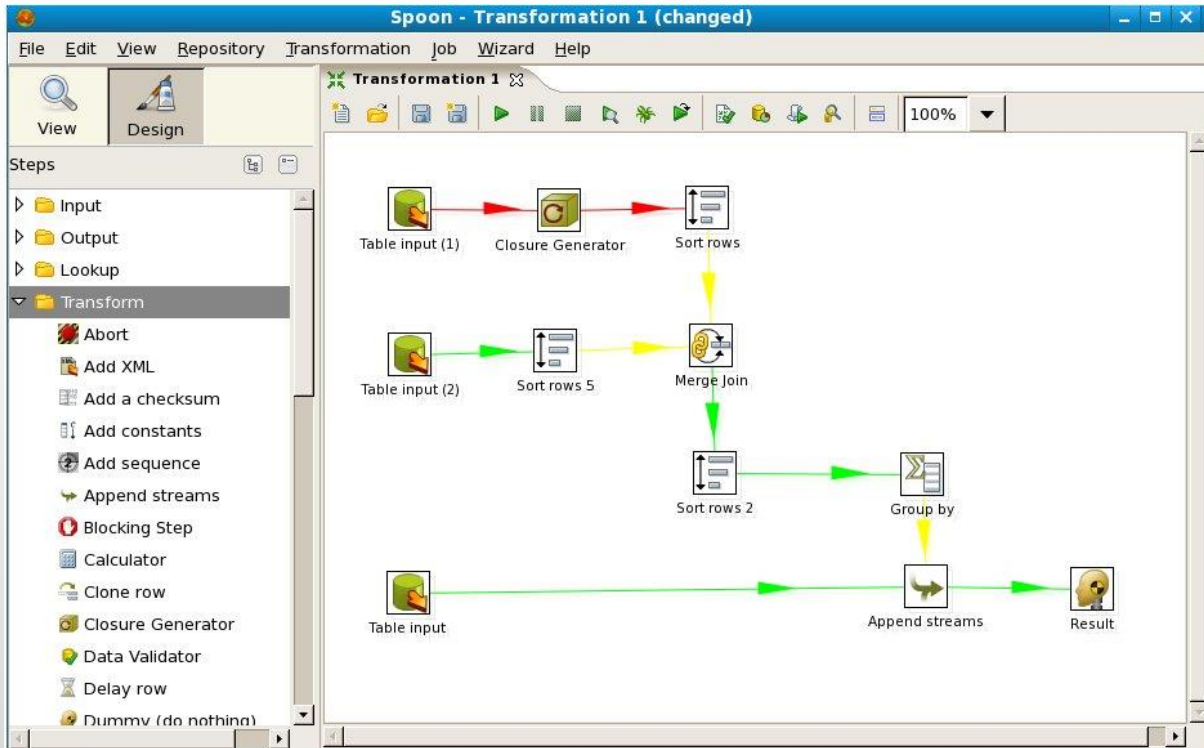 Spoon - Transformation 1 (changed)
File Edit View Repository Transformation Job Wizard Help
View
Design
Transformation 1
100%
Steps
Input
Output
Lookup
Transform
Abort
Add XML
Add a checksum
Add constants
Add sequence
Append streams
Blocking Step
Calculator
Clone row
Closure Generator
Data Validator
Delay row
Dummy (do nothing)
Table input (1)
Closure Generator
Sort rows
Table input (2)
Sort rows 5
Merge Join
Sort rows 2
Group by
Table input
Append streams
Result